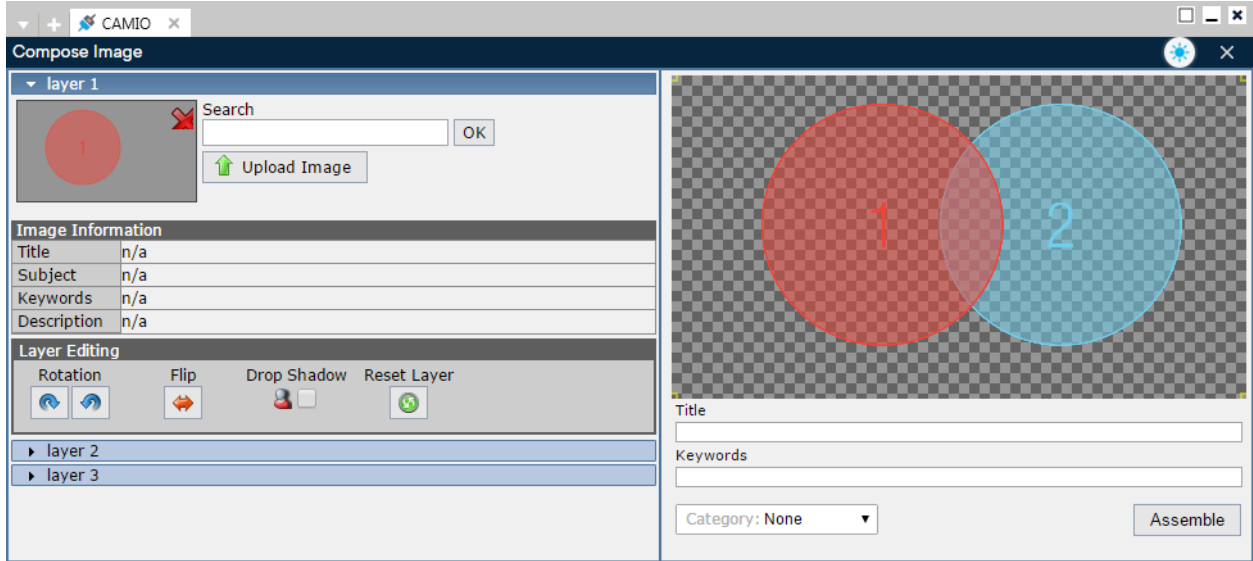 CAMIO
Compose Image
layer 1
1
Search
OK
Upload Image
Image Information
Title n/a
Subject n/a
Keywords n/a
Description n/a
Layer Editing
Rotation Flip Drop Shadow Reset Layer
layer 2
layer 3
1 2
Title
Keywords
Category: None
Assemble